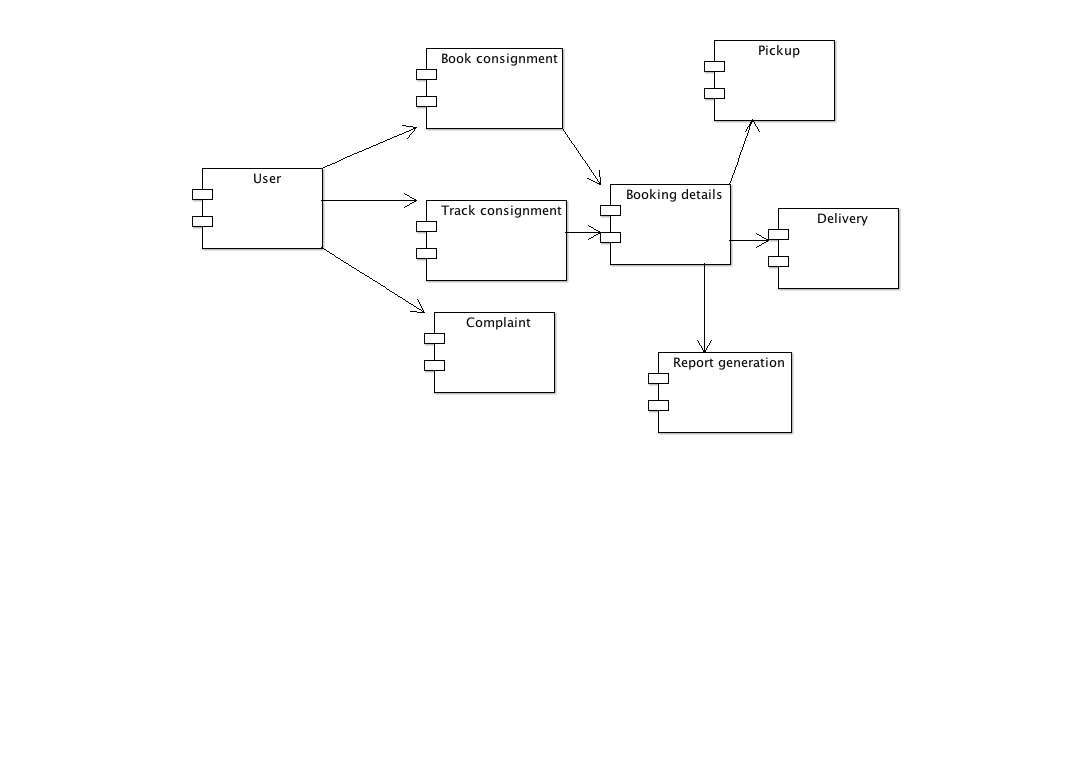 Book consignment
Pickup
User
Track consignment
Booking details
Delivery
Complaint
Report generation